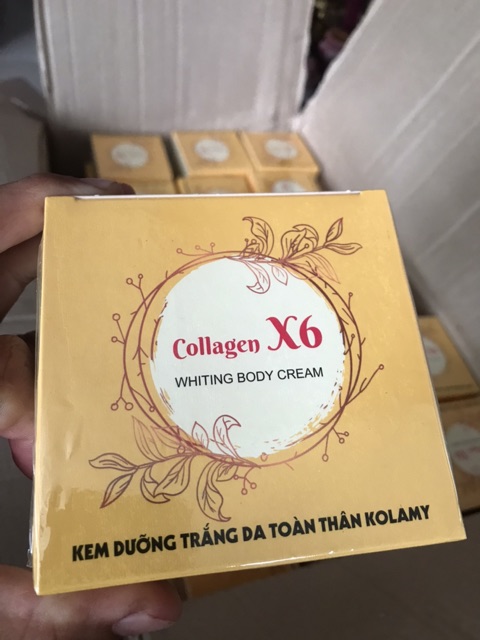 Collagen X6
WHITING BODY CREAM
KEM DƯỠNG TRẮNG DA TOÀN THÂN KOLAMY